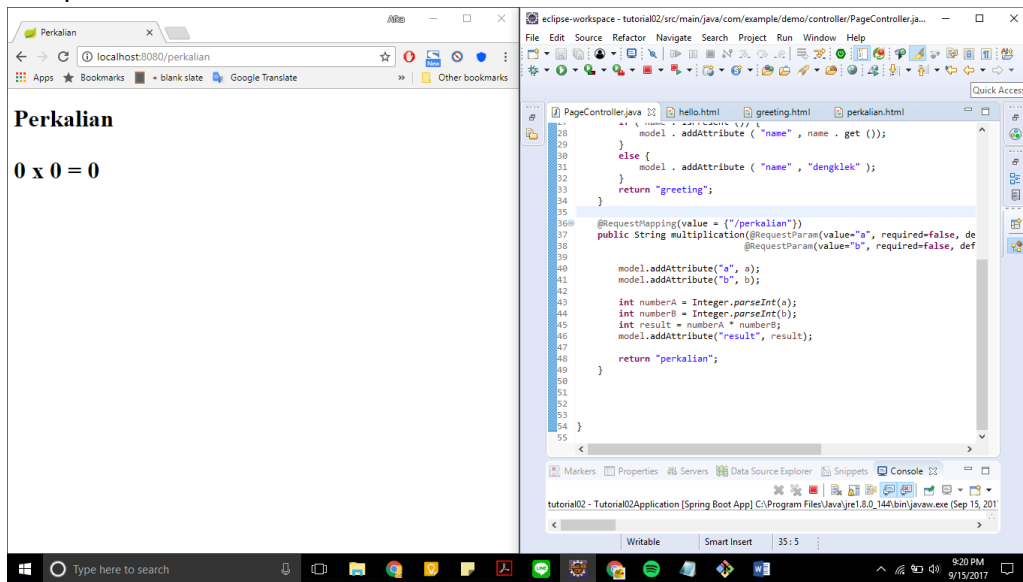 Perkalian
localhost:8080/perkalian
New
Apps Bookmarks + blank slate Google Translate » Other bookmarks
Perkalian
0 x 0 = 0
eclipse-workspace - tutorial02/src/main/java/com/example/demo/controller/PageController.ja...
File Edit Source Refactor Navigate Search Project Run Window Help
Quick Access
PageController.java hello.html greeting.html perkalian.html
28 model . addAttribute ( "name" , name . get ());
29 }
30 else {
31 model . addAttribute ( "name" , "dengklek" );
32 }
33 return "greeting";
34 }
35
36 @RequestMapping(value = {"/perkalian"})
37 public String multiplication(@RequestParam(value="a", required=false, de
38 @RequestParam(value="b", required=false, def
39
40 model.addAttribute("a", a);
41 model.addAttribute("b", b);
42
43 int numberA = Integer.parseInt(a);
44 int numberB = Integer.parseInt(b);
45 int result = numberA * numberB;
46 model.addAttribute("result", result);
47
48 return "perkalian";
49 }
50
51
52
53
54 }
55
Markers Properties Servers Data Source Explorer Snippets Console
tutorial02 - Tutorial02Application [Spring Boot App] C:\Program Files\Java\jre1.8.0_144\bin\javaw.exe (Sep 15, 201
Writable Smart Insert 35 : 5
Type here to search
9:20 PM
9/15/2017